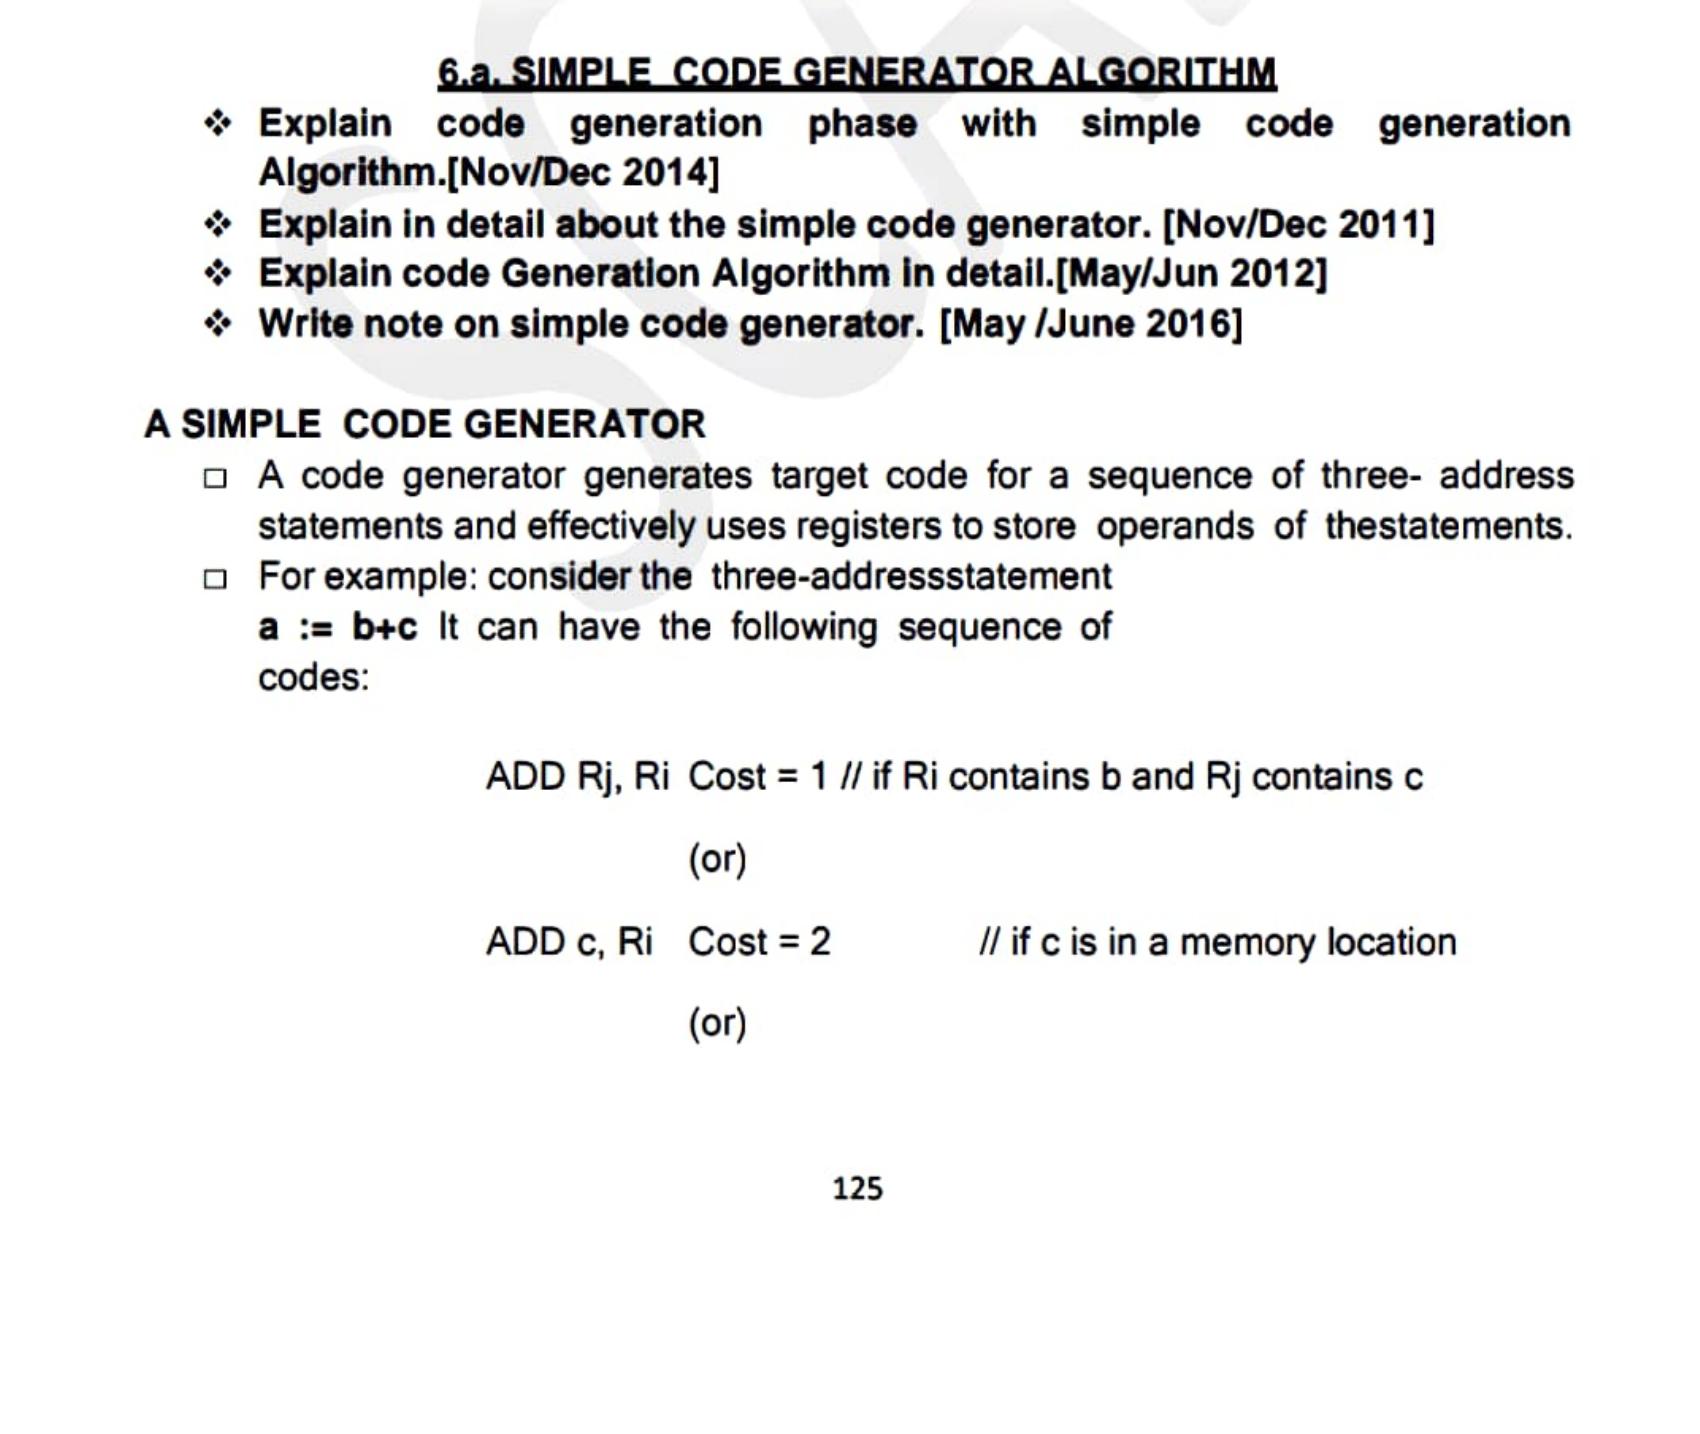 6.a. SIMPLE CODE GENERATOR ALGORITHM
❖ Explain code generation phase with simple code generation
Algorithm.[Nov/Dec 2014]
❖ Explain in detail about the simple code generator. [Nov/Dec 2011]
❖ Explain code Generation Algorithm in detail.[May/Jun 2012]
❖ Write note on simple code generator. [May /June 2016]
A SIMPLE CODE GENERATOR
□ A code generator generates target code for a sequence of three- address
statements and effectively uses registers to store operands of thestatements.
□ For example: consider the three-addressstatement
a := b+c It can have the following sequence of
codes:
ADD Rj, Ri Cost = 1 // if Ri contains b and Rj contains c
(or)
ADD c, Ri Cost = 2 // if c is in a memory location
(or)
125